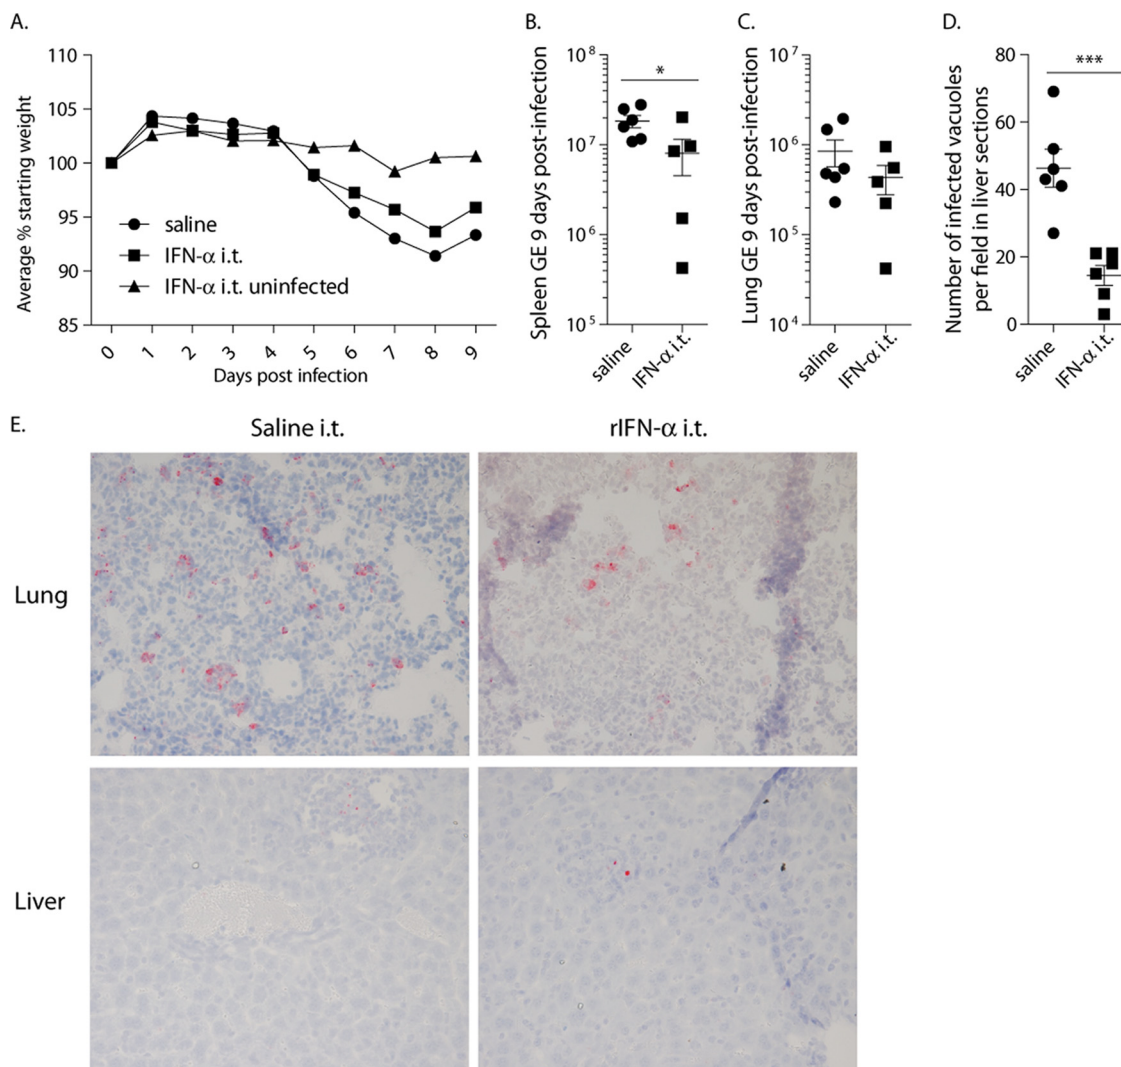 A.
110
105
100
95
90
85
Average % starting weight
saline
IFN-α i.t.
IFN-α i.t. uninfected
0 1 2 3 4 5 6 7 8 9
Days post infection
B.
Spleen GE 9 days post-infection
10⁸
10⁷
10⁶
10⁵
*
saline
IFN-α i.t.
C.
Lung GE 9 days post-infection
10⁷
10⁶
10⁵
10⁴
saline
IFN-α i.t.
D.
Number of infected vacuoles
per field in liver sections
80
60
40
20
0
***
saline
IFN-α i.t.
E.
Saline i.t.
rIFN-α i.t.
Lung
Liver